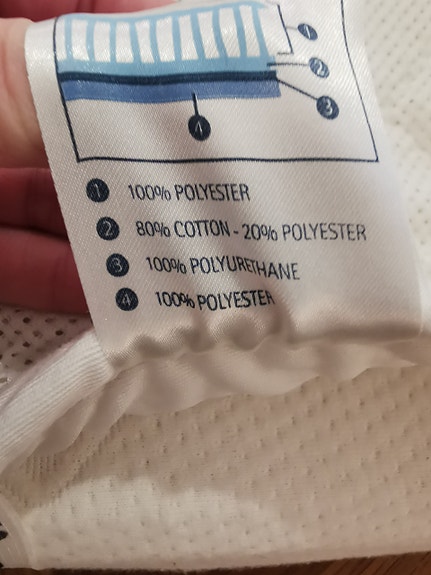 1
2
3
4
1 100% POLYESTER
2 80% COTTON - 20% POLYESTER
3 100% POLYURETHANE
4 100% POLYESTER